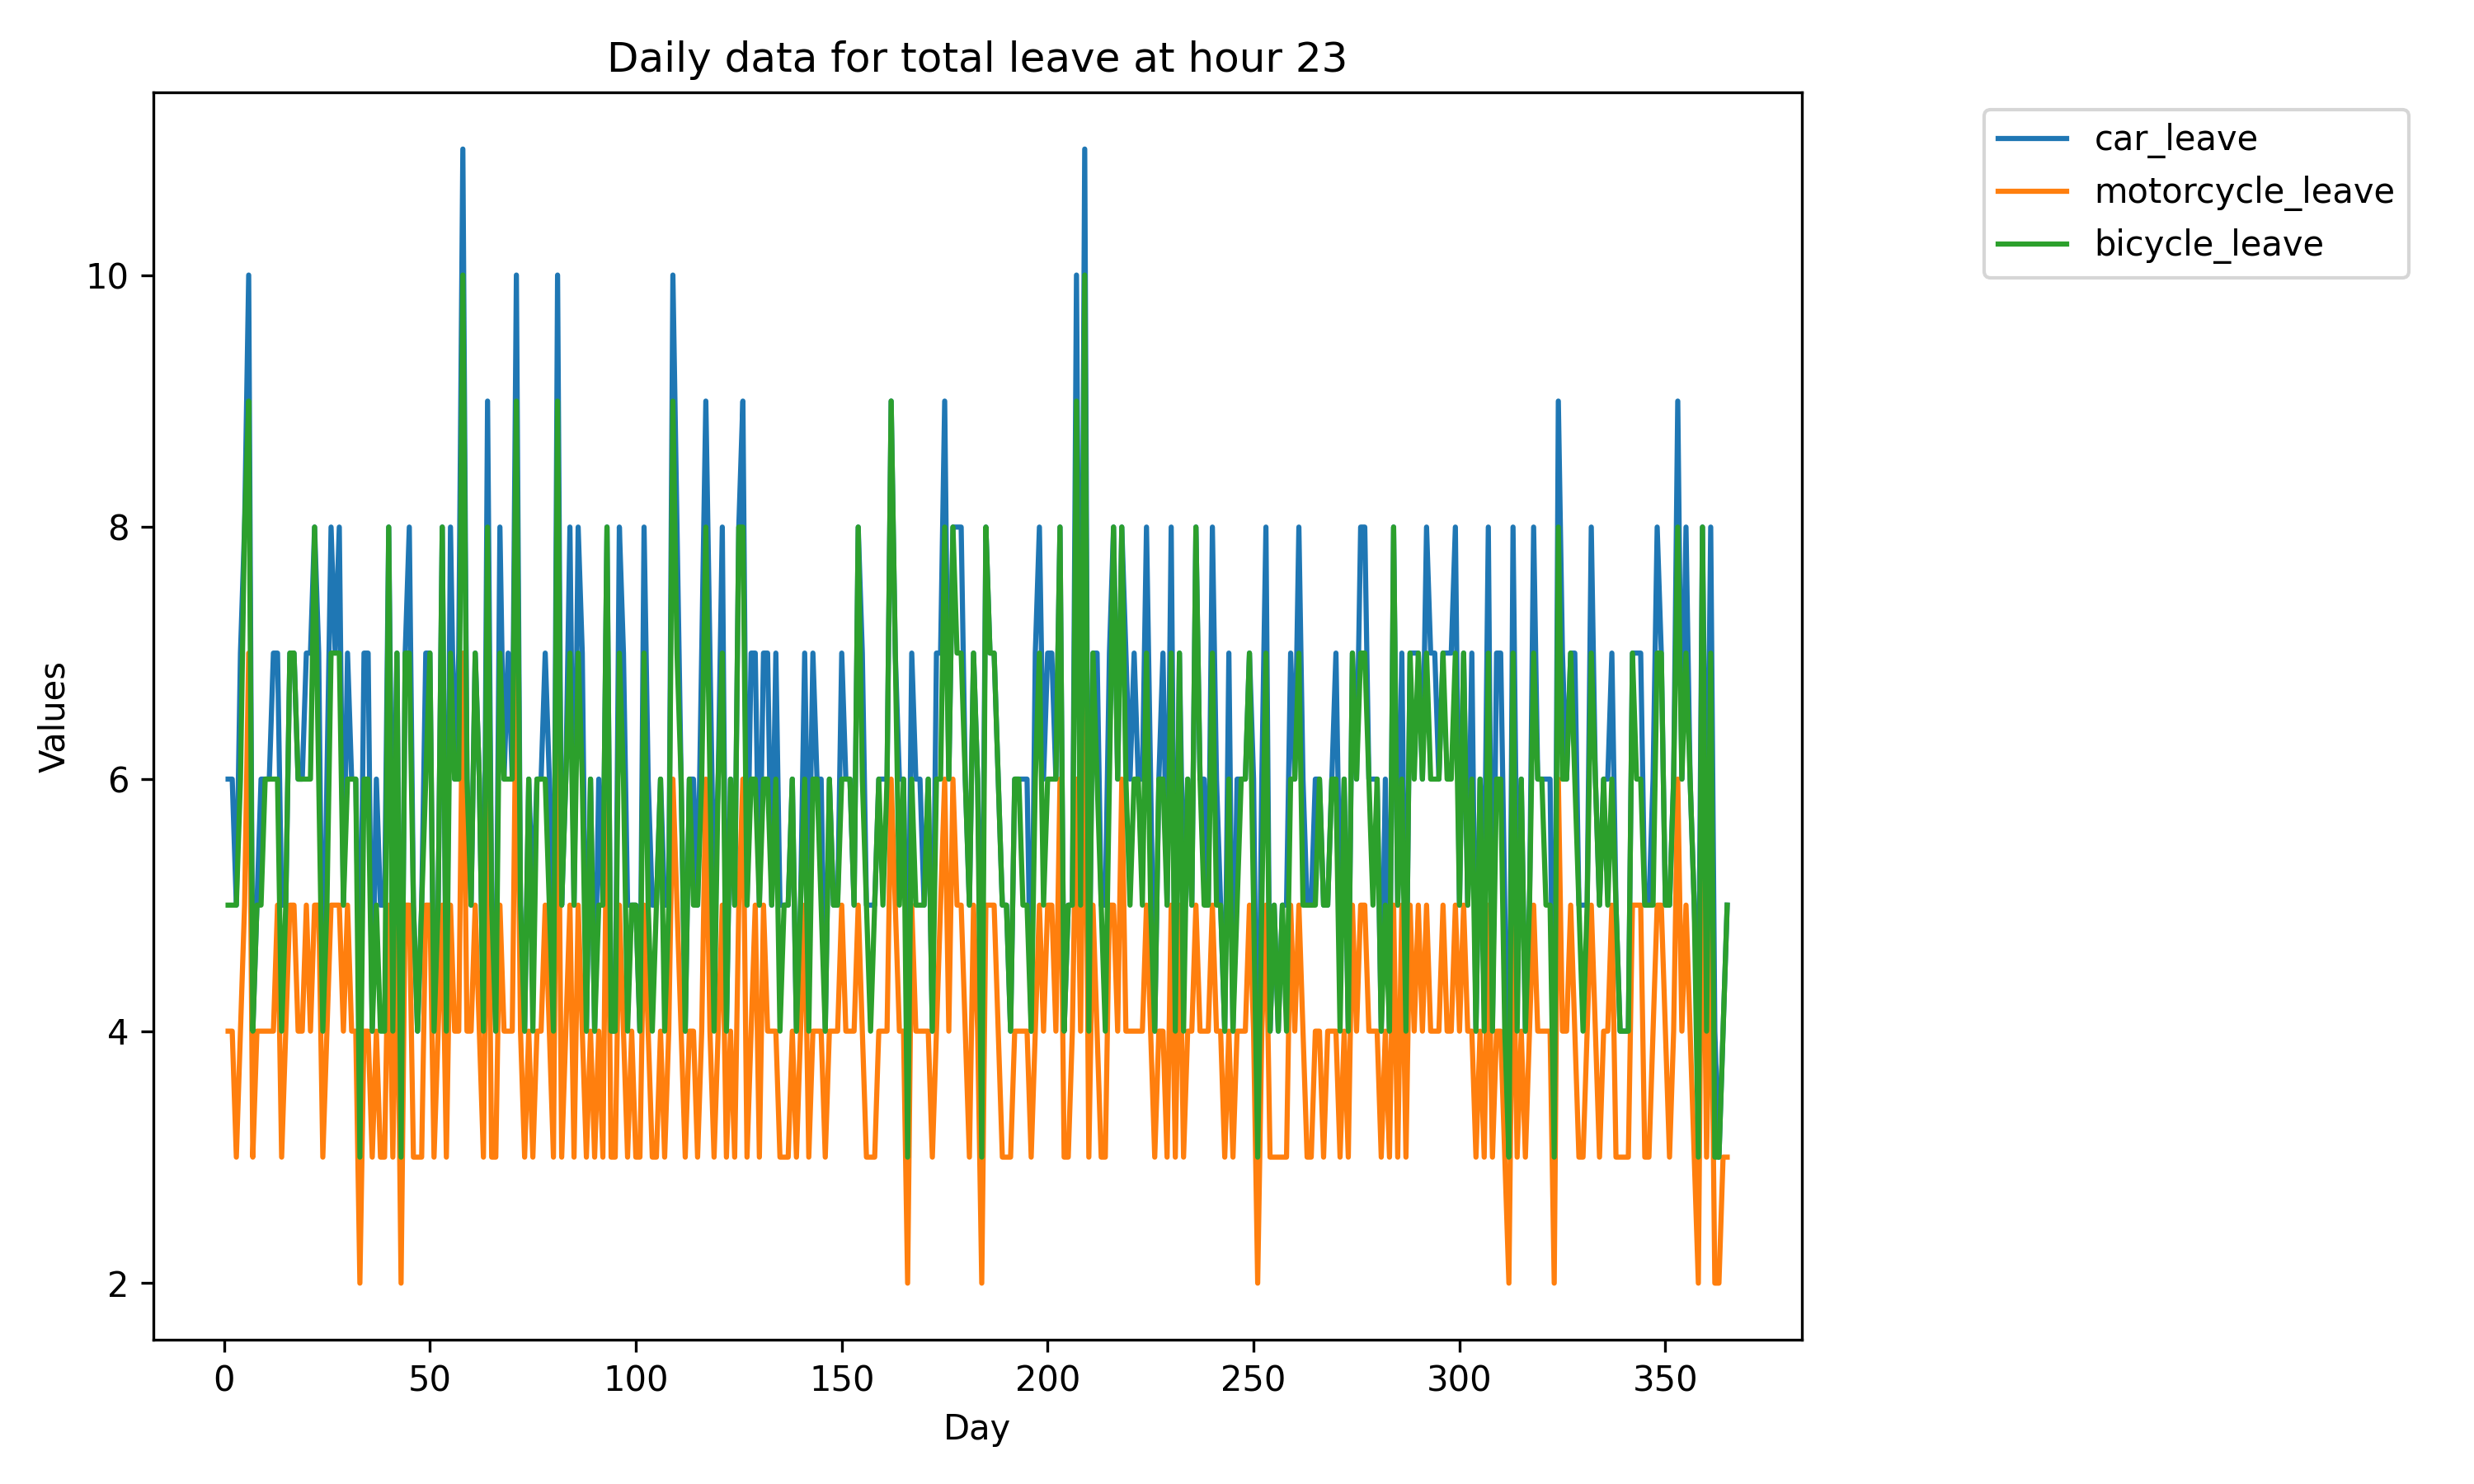 Daily data for total leave at hour 23
car_leave
motorcycle_leave
bicycle_leave
10
8
6
4
2
Values
0 50 100 150 200 250 300 350
Day